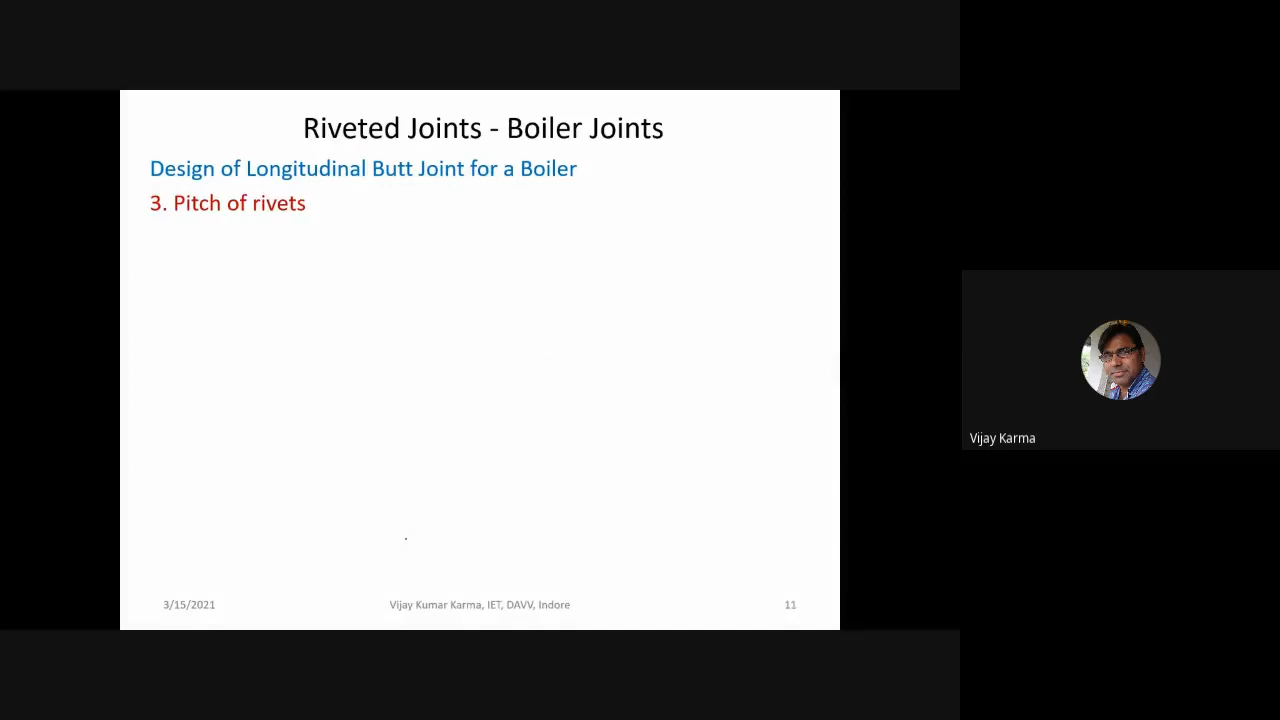 Riveted Joints - Boiler Joints
Design of Longitudinal Butt Joint for a Boiler
3. Pitch of rivets
3/15/2021
Vijay Kumar Karma, IET, DAVV, Indore
11
Vijay Karma